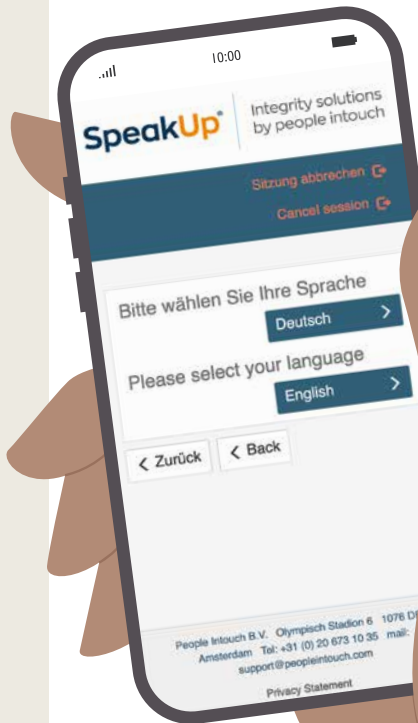 10:00
SpeakUp®
Integrity solutions
by people intouch
Sitzung abbrechen
Cancel session
Bitte wählen Sie Ihre Sprache
Deutsch
Please select your language
English
Zurück
Back
People Intouch B.V. Olympisch Stadion 6 1076
Amsterdam Tel: +31 (0) 20 673 10 35 mail:
support@peopleintouch.com
Privacy Statement